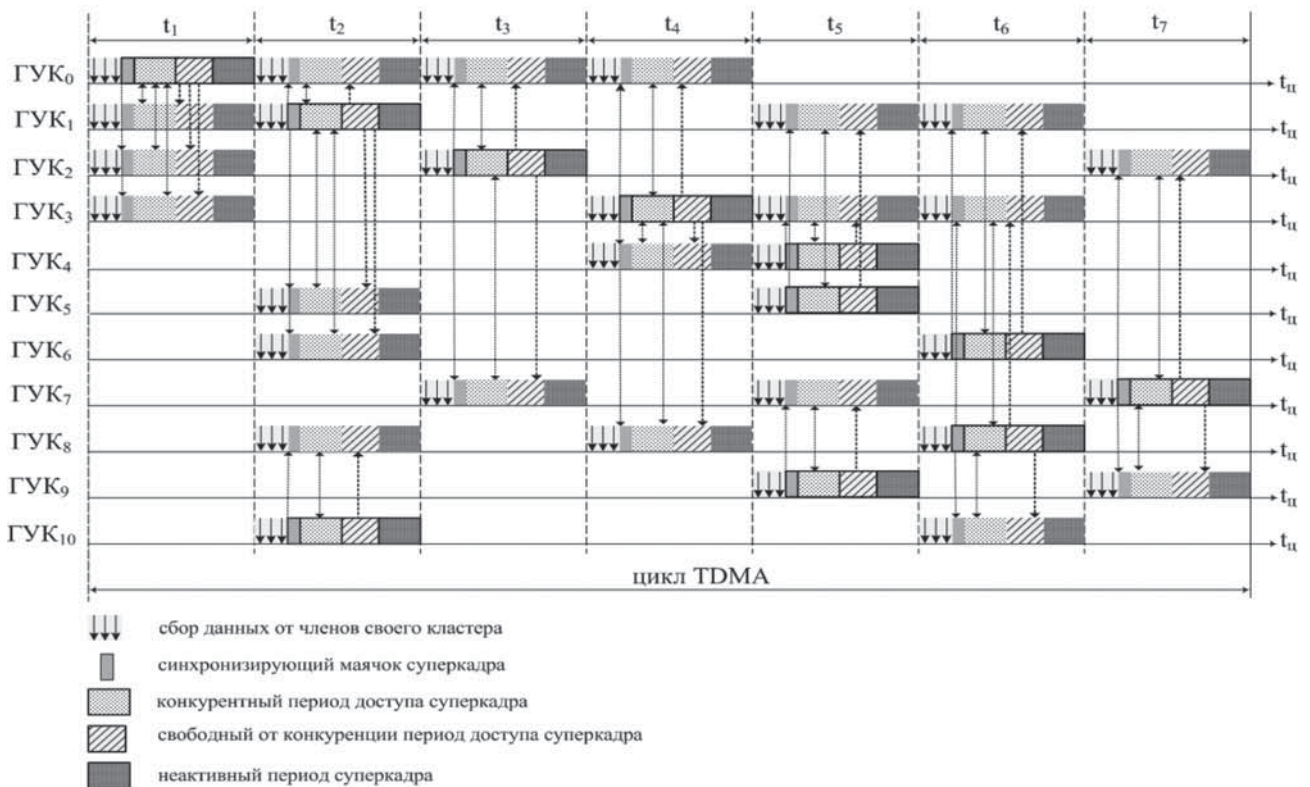 t₁ t₂ t₃ t₄ t₅ t₆ t₇
ГУК₀ tц
ГУК₁ tц
ГУК₂ tц
ГУК₃ tц
ГУК₄ tц
ГУК₅ tц
ГУК₆ tц
ГУК₇ tц
ГУК₈ tц
ГУК₉ tц
ГУК₁₀ tц
цикл TDMA
сбор данных от членов своего кластера
синхронизирующий маячок суперкадра
конкурентный период доступа суперкадра
свободный от конкуренции период доступа суперкадра
неактивный период суперкадра